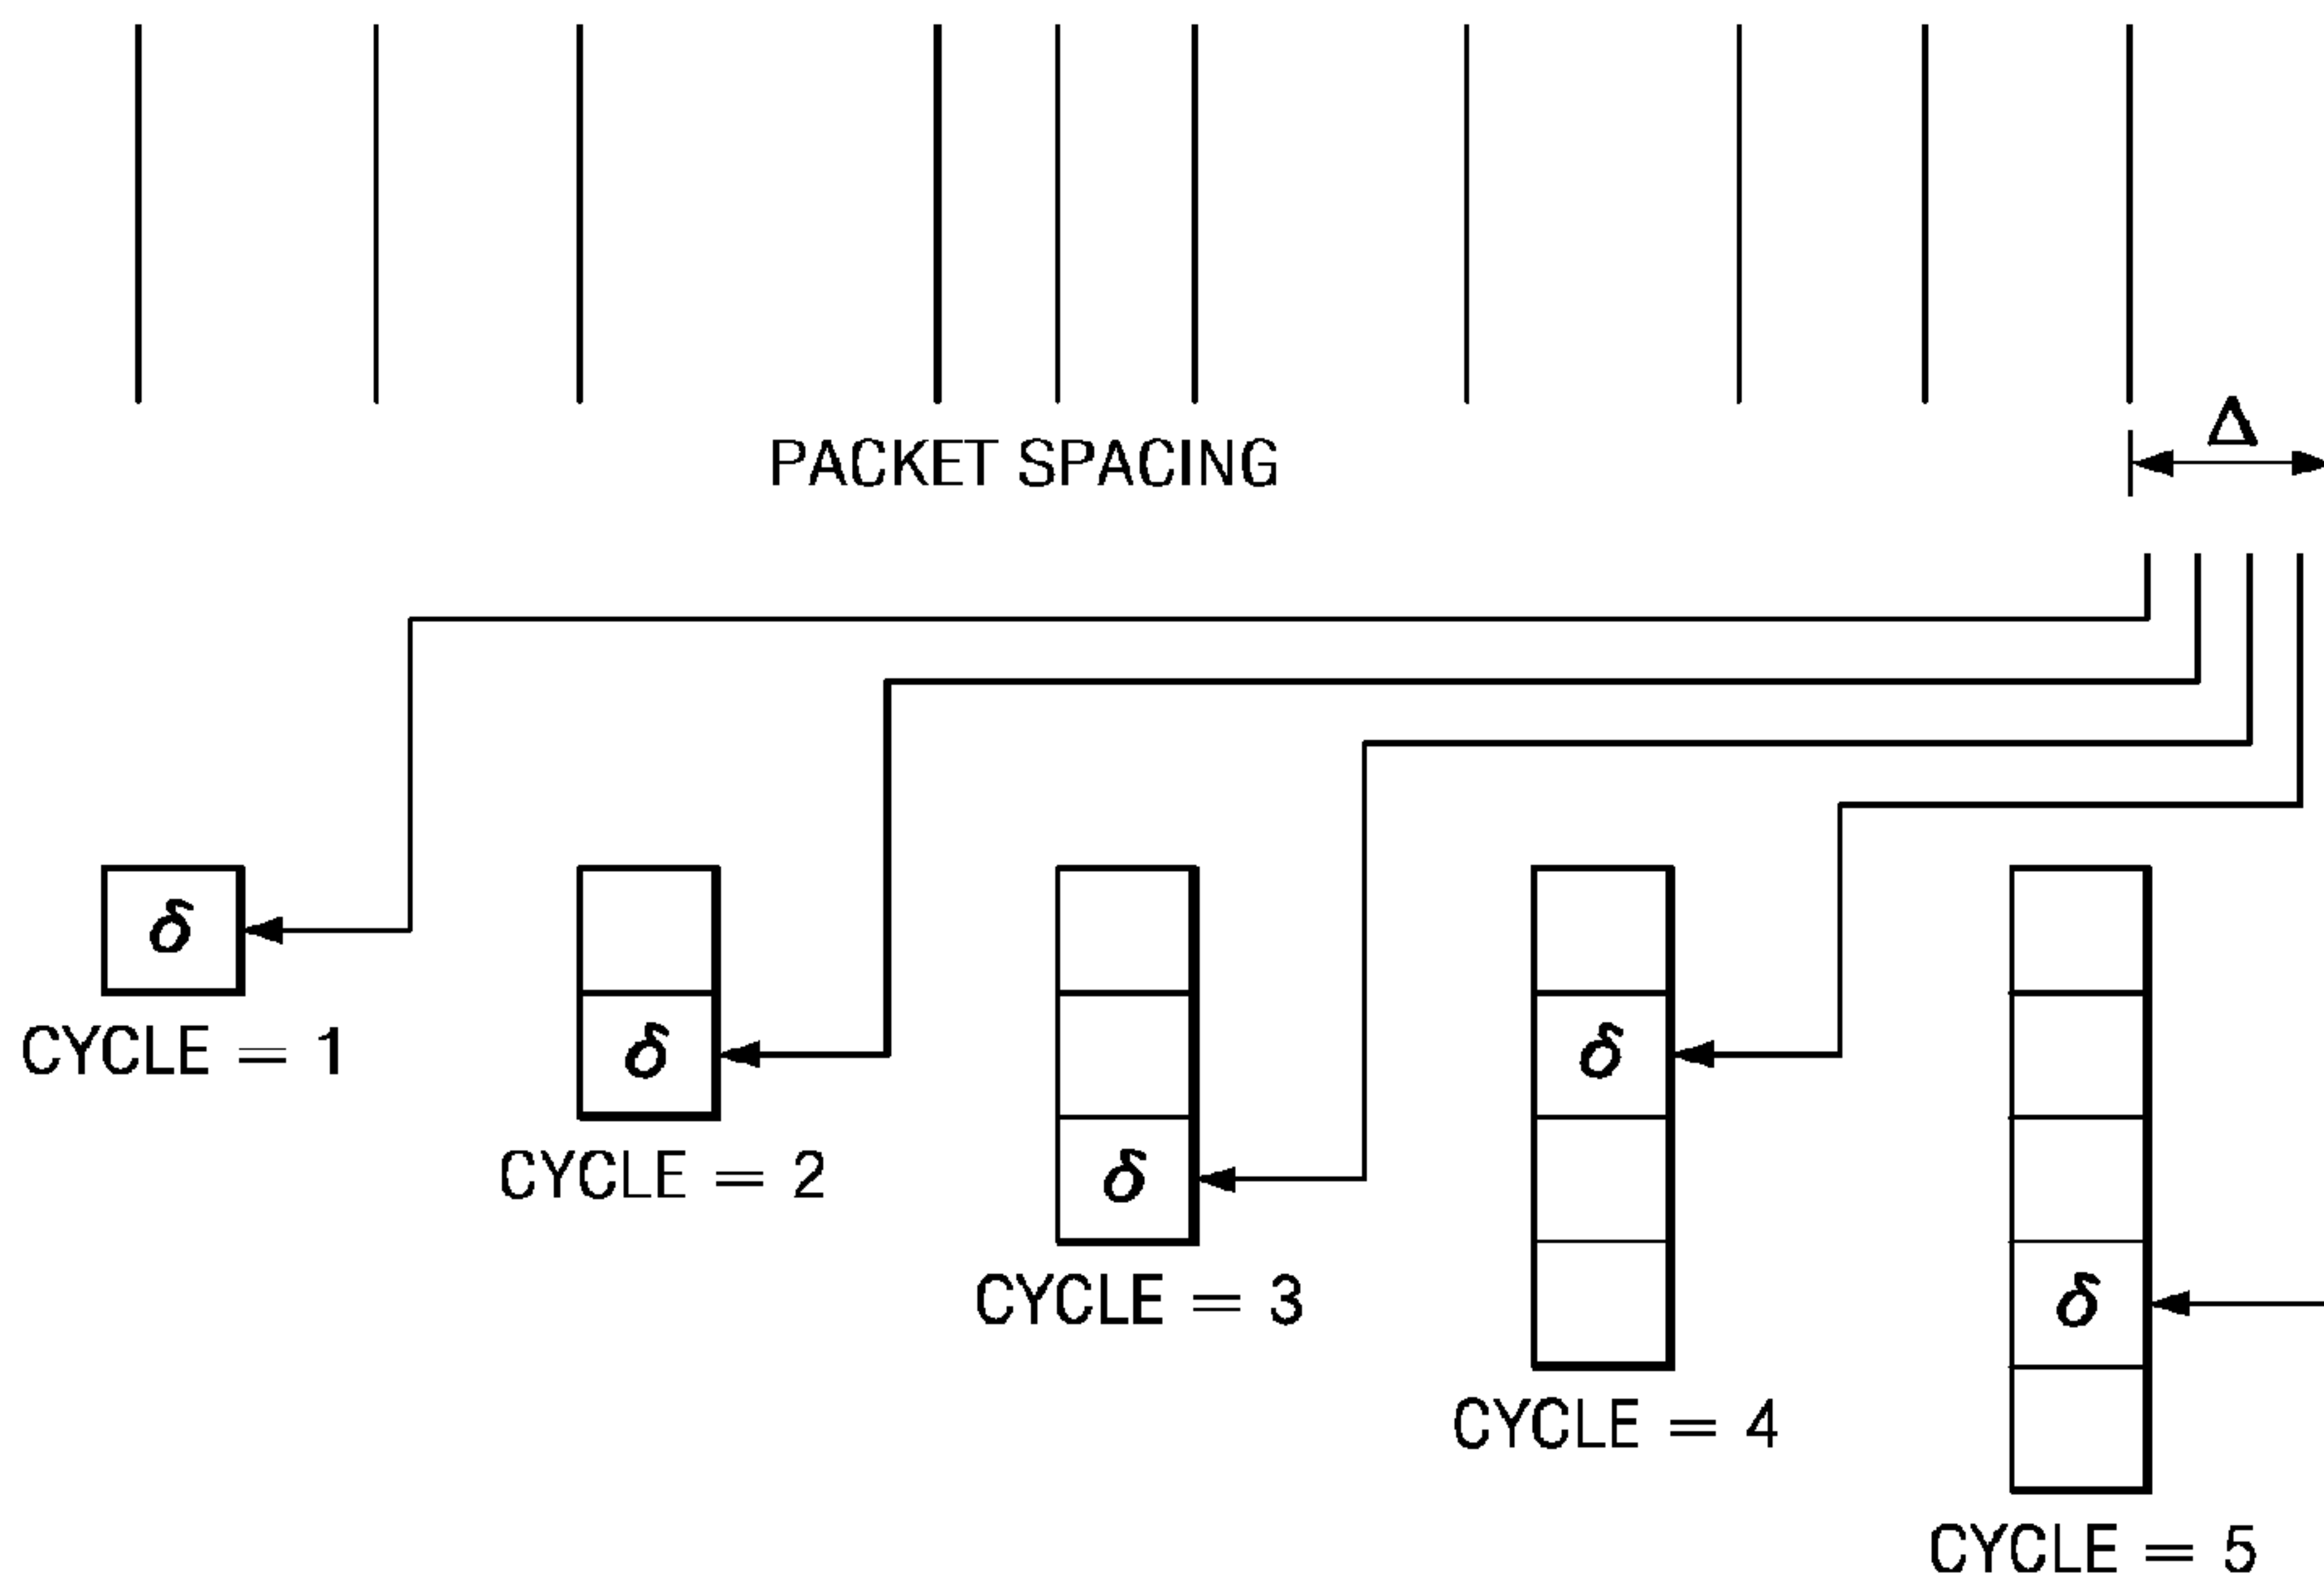 PACKET SPACING
Δ
δ
CYCLE = 1
δ
CYCLE = 2
δ
CYCLE = 3
δ
CYCLE = 4
δ
CYCLE = 5